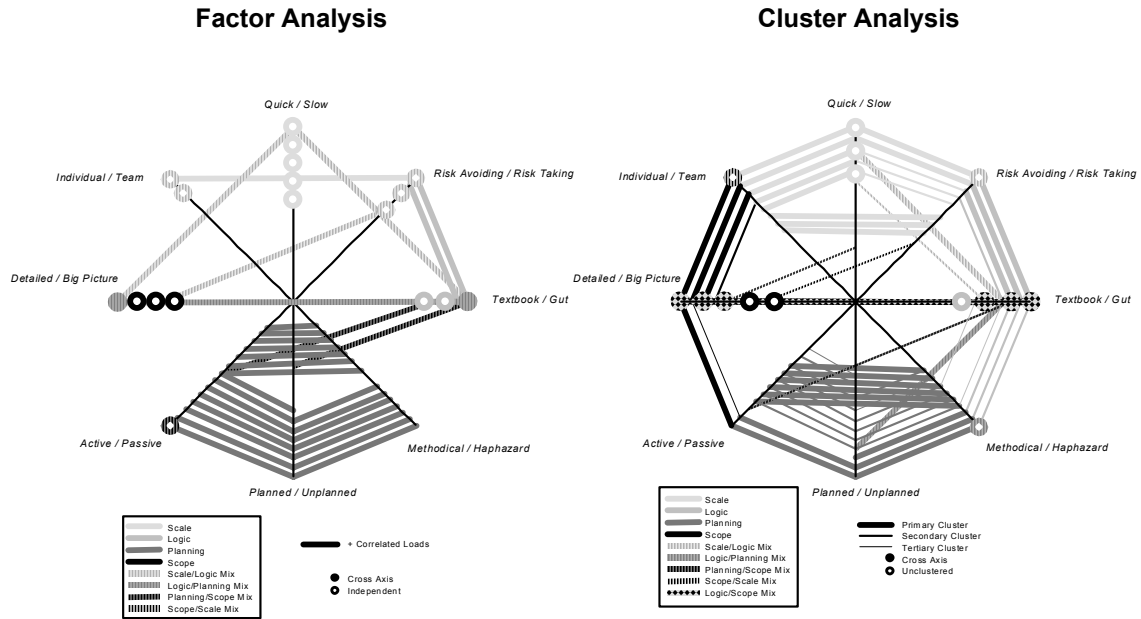 Factor Analysis
Quick / Slow
Individual / Team
Risk Avoiding / Risk Taking
Detailed / Big Picture
Textbook / Gut
Active / Passive
Methodical / Haphazard
Planned / Unplanned
Scale
Logic
Planning
Scope
Scale/Logic Mix
Logic/Planning Mix
Planning/Scope Mix
Scope/Scale Mix
+ Correlated Loads
Cross Axis
Independent
Cluster Analysis
Quick / Slow
Individual / Team
Risk Avoiding / Risk Taking
Detailed / Big Picture
Textbook / Gut
Active / Passive
Methodical / Haphazard
Planned / Unplanned
Scale
Logic
Planning
Scope
Scale/Logic Mix
Logic/Planning Mix
Planning/Scope Mix
Scope/Scale Mix
Logic/Scope Mix
Primary Cluster
Secondary Cluster
Tertiary Cluster
Cross Axis
Unclustered